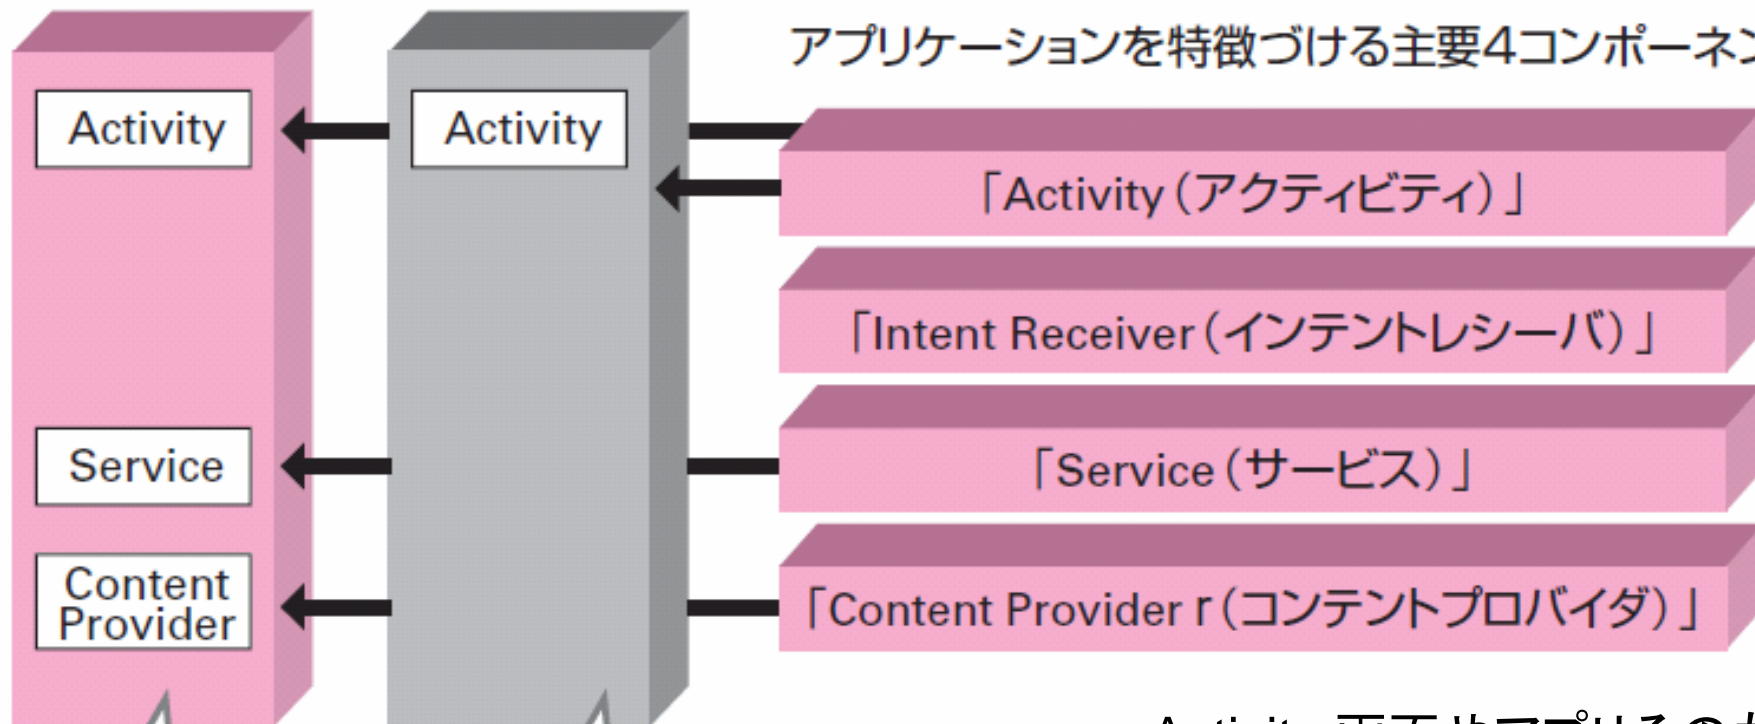 アプリケーションを特徴づける主要4コンポーネン
Activity
Activity
「Activity(アクティビティ)」
「Intent Receiver(インテントレシーバ)」
Service
「Service(サービス)」
Content
Provider
「Content Provider r(コンテントプロバイダ)」